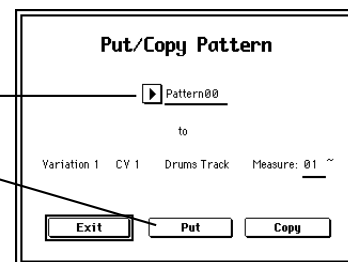 Put/Copy Pattern
Pattern00
to
Variation 1 CV 1 Drums Track Measure: 01 ~
Exit Put Copy